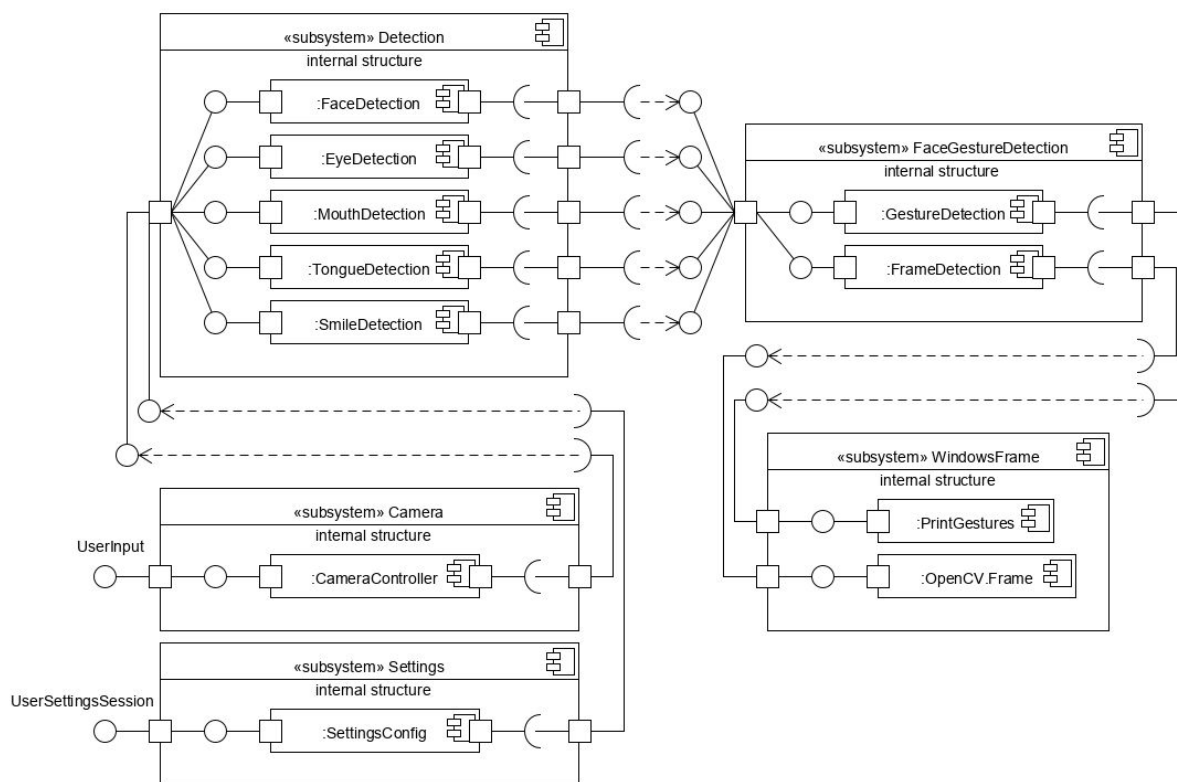 «subsystem» Detection
internal structure
:FaceDetection
:EyeDetection
:MouthDetection
:TongueDetection
:SmileDetection
«subsystem» FaceGestureDetection
internal structure
:GestureDetection
:FrameDetection
«subsystem» WindowsFrame
internal structure
:PrintGestures
:OpenCV.Frame
«subsystem» Camera
internal structure
UserInput
:CameraController
«subsystem» Settings
internal structure
UserSettingsSession
:SettingsConfig